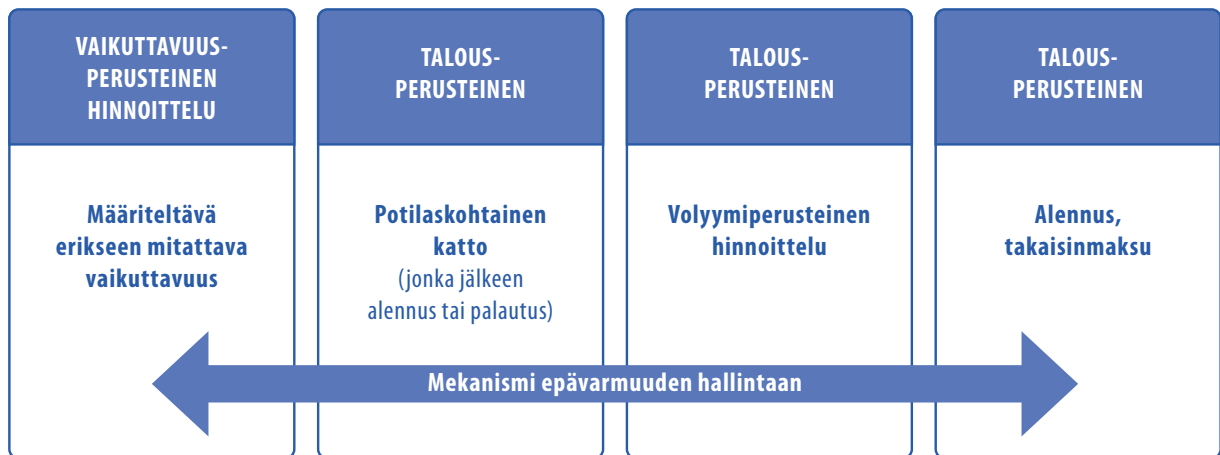 VAIKUTTAVUUS-
PERUSTEINEN
HINNOITTELU
Määriteltävä
erikseen mitattava
vaikuttavuus
TALOUS-
PERUSTEINEN
Potilaskohtainen
katto
(jonka jälkeen
alennus tai palautus)
TALOUS-
PERUSTEINEN
Volyymiperusteinen
hinnoittelu
TALOUS-
PERUSTEINEN
Alennus,
takaisinmaksu
Mekanismi epävarmuuden hallintaan